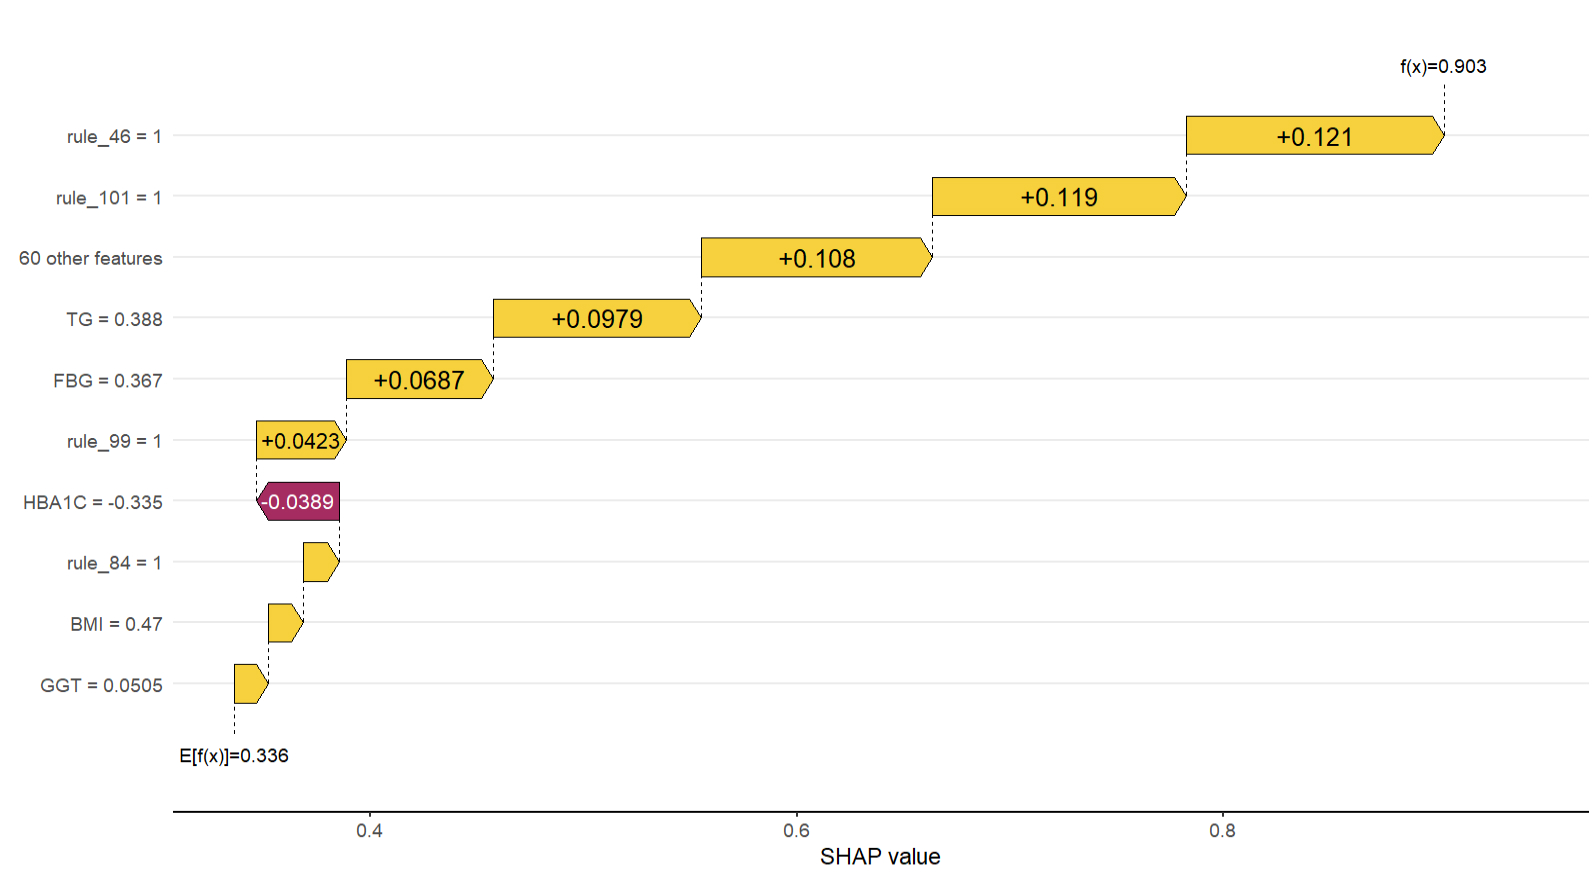 f(x)=0.903
rule_46 = 1
+0.121
rule_101 = 1
+0.119
60 other features
+0.108
TG = 0.388
+0.0979
FBG = 0.367
+0.0687
rule_99 = 1
+0.0423
HBA1C = -0.335
-0.0389
rule_84 = 1
BMI = 0.47
GGT = 0.0505
E[f(x)]=0.336
0.4
0.6
0.8
SHAP value